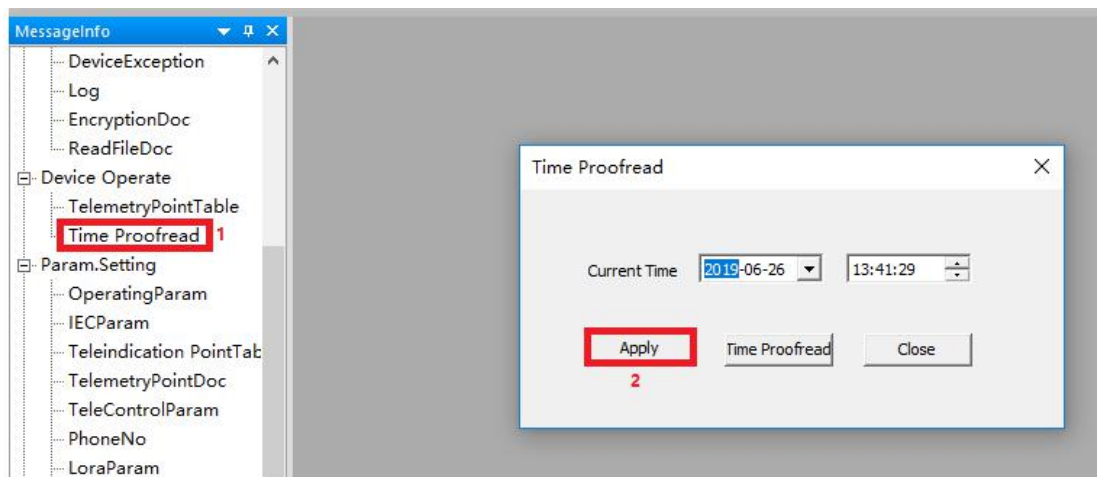 MessageInfo
DeviceException
Log
EncryptionDoc
ReadFileDoc
Device Operate
TelemetryPointTable
Time Proofread 1
Param.Setting
OperatingParam
IECParam
Teleindication PointTab
TelemetryPointDoc
TeleControlParam
PhoneNo
LoraParam
Time Proofread
Current Time 2019-06-26 13:41:29
Apply Time Proofread Close
2